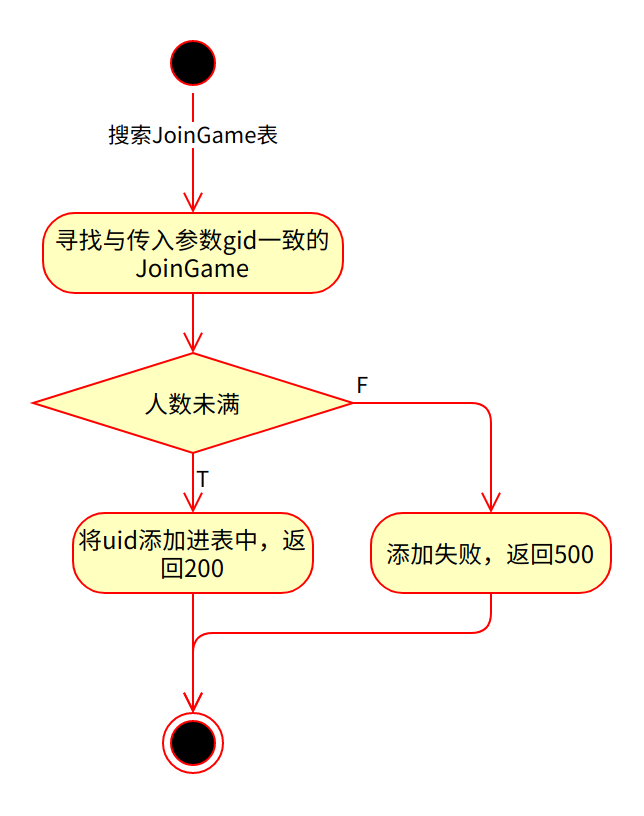 搜索JoinGame表
寻找与传入参数gid一致的
JoinGame
人数未满
F
T
将uid添加进表中，返
回200
添加失败，返回500